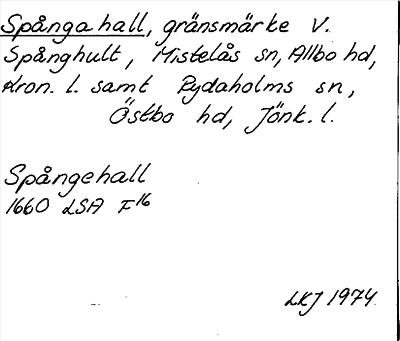 Spånga hall, gränsmärke V.
Spånghult, Mistelås sn, Allbo hd,
Kron. l. samt Rydaholms sn,
Östbo hd, Jönk. l.
Spångehall
1660 LSA F16
LKJ 1974